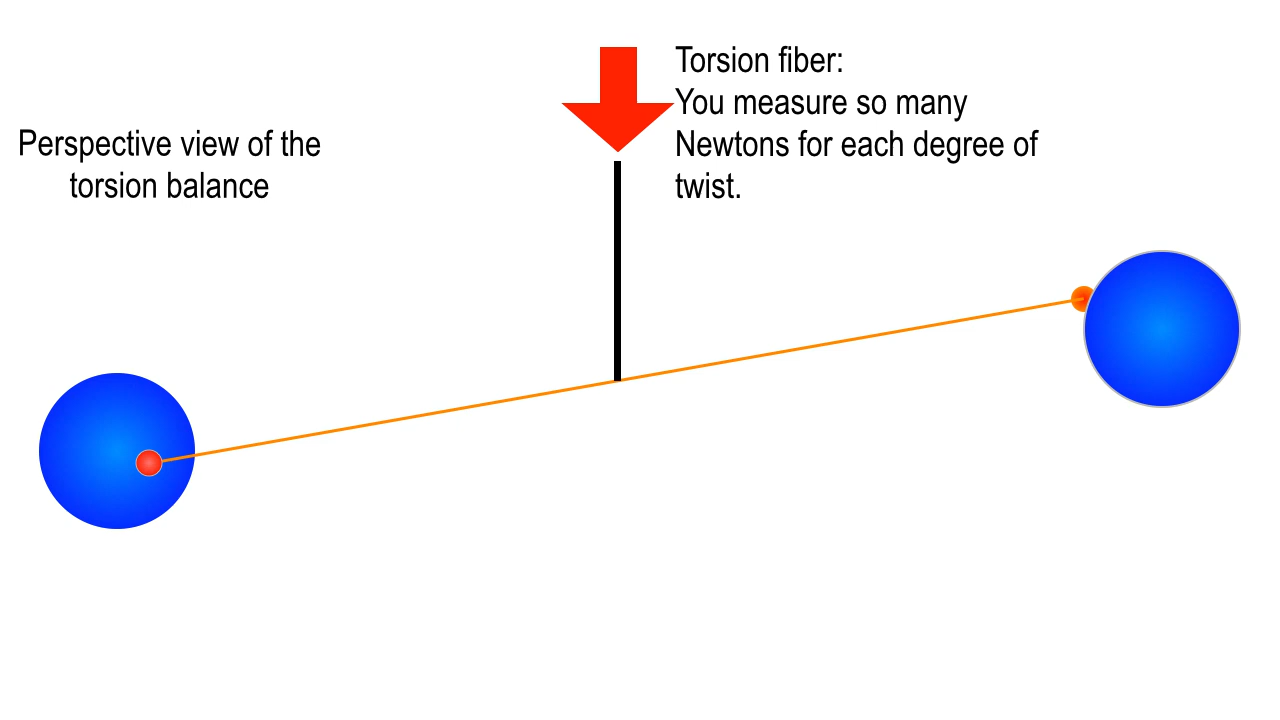 Torsion fiber:
You measure so many
Newtons for each degree of
twist.
Perspective view of the
torsion balance